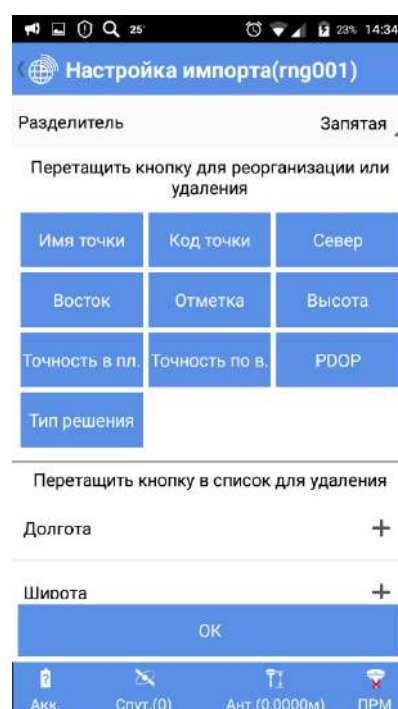 25°
23% 14:34
Настройка импорта(rng001)
Разделитель Запятая
Перетащить кнопку для реорганизации или
удаления
Имя точки Код точки Север
Восток Отметка Высота
Точность в пл. Точность по в. PDOP
Тип решения
Перетащить кнопку в список для удаления
Долгота +
Широта +
OK
Акк. Спут.(0) Ант.(0.0000м) ПРМ